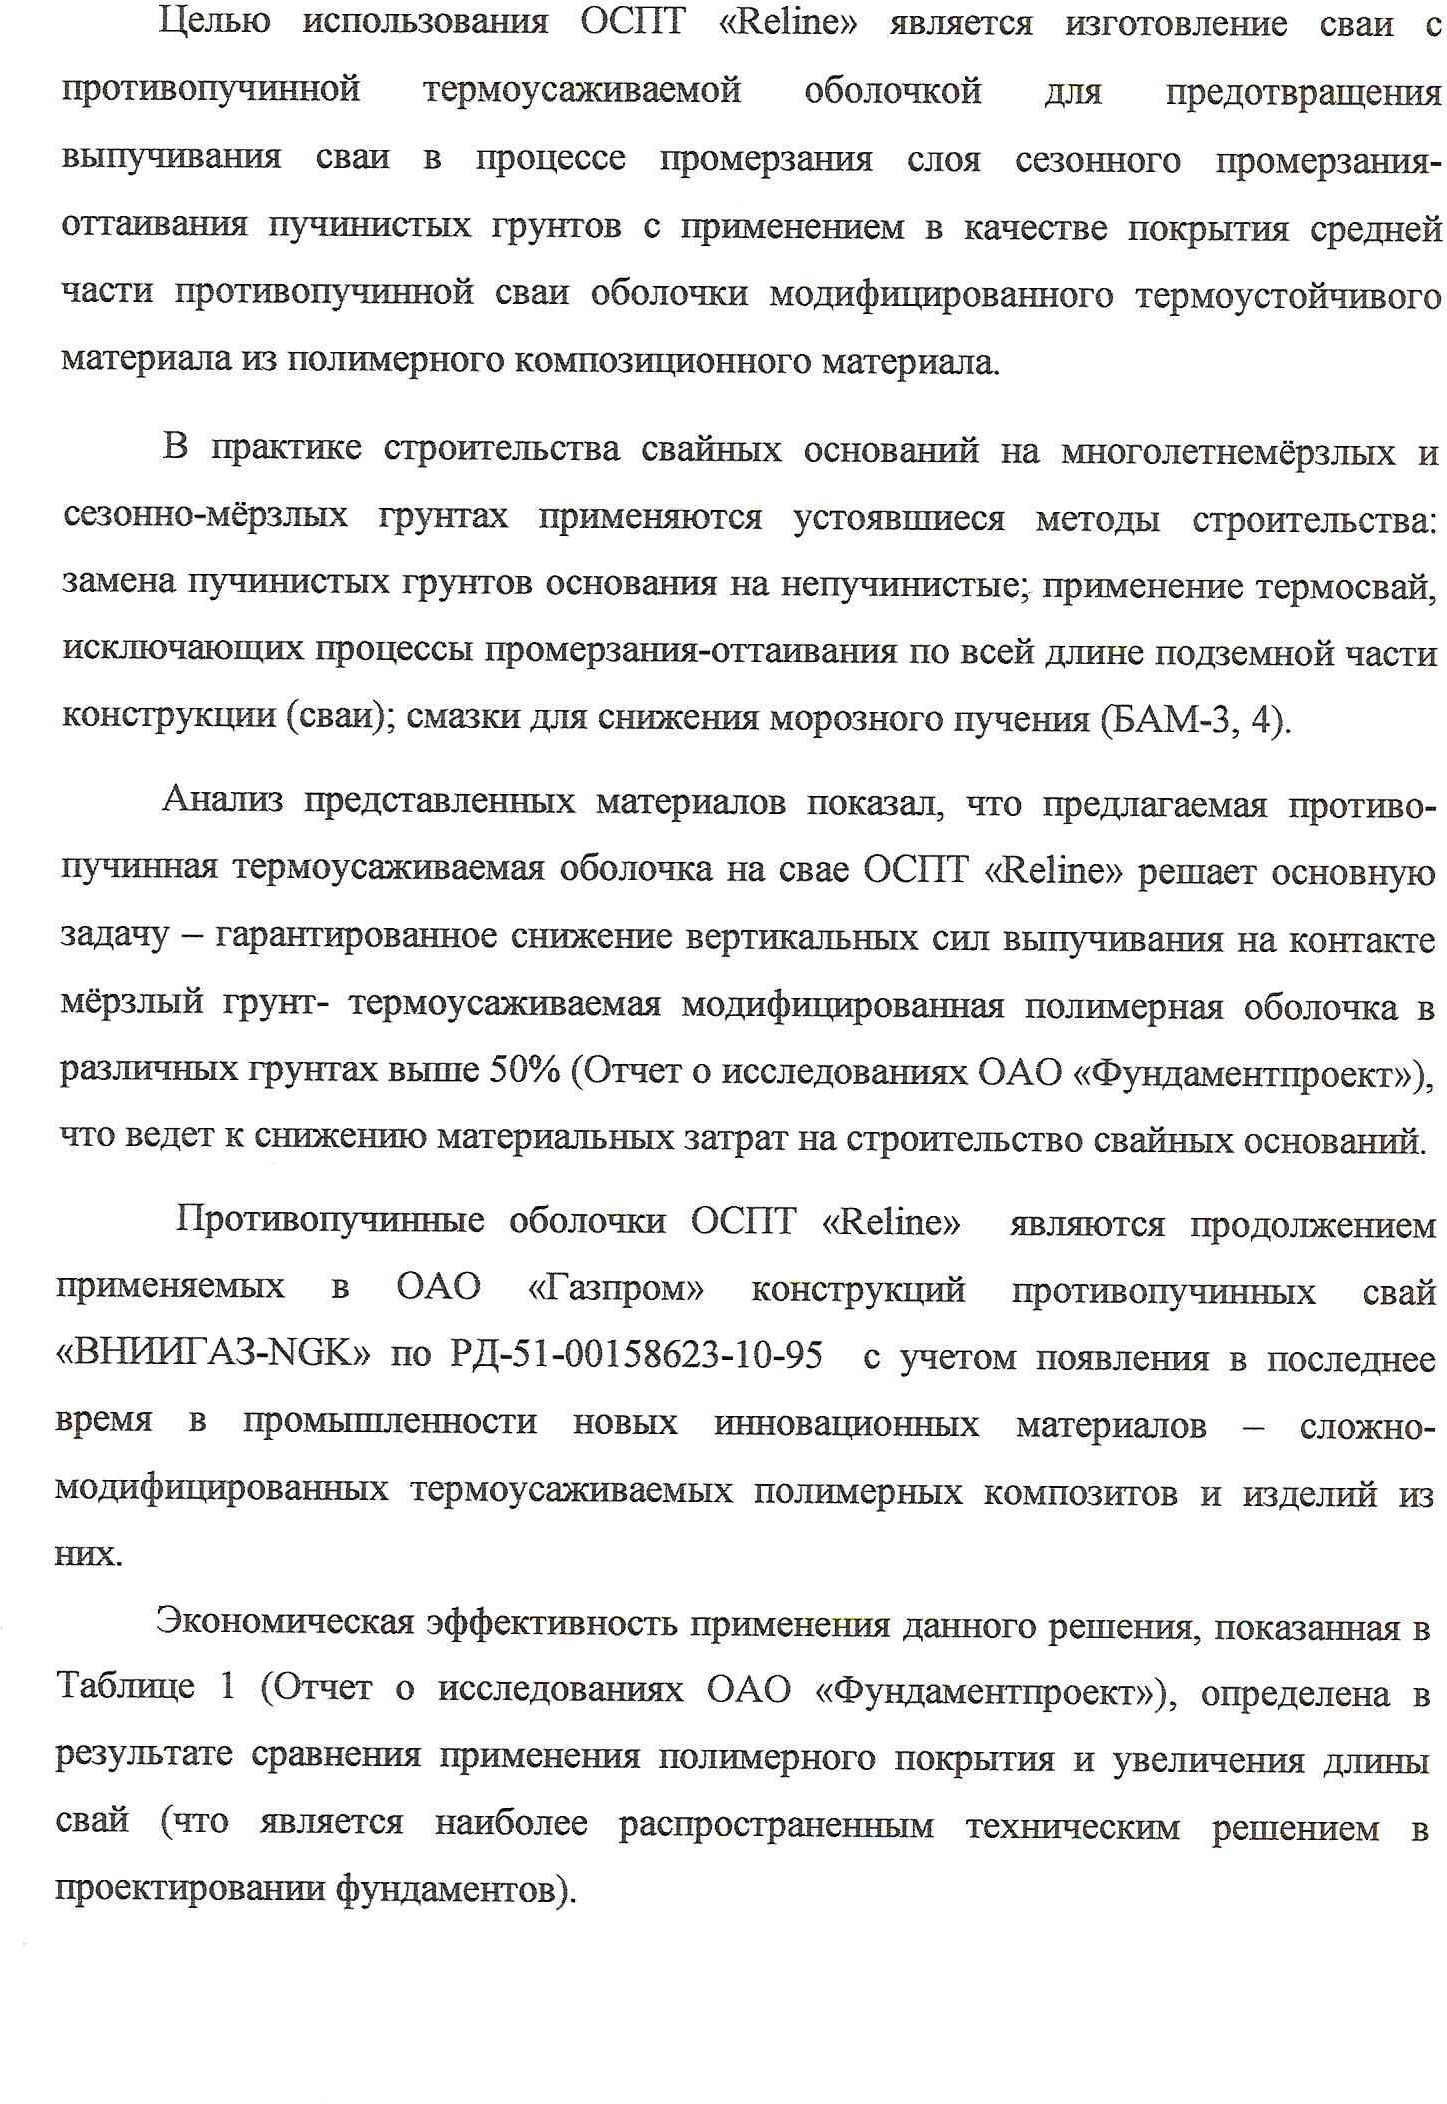 Целью использования ОСПТ «Reline» является изготовление сваи с
противопучинной термоусаживаемой оболочкой для предотвращения
выпучивания сваи в процессе промерзания слоя сезонного промерзания-
оттаивания пучинистых грунтов с применением в качестве покрытия средней
части противопучинной сваи оболочки модифицированного термоустойчивого
материала из полимерного композиционного материала.
В практике строительства свайных оснований на многолетнемёрзлых и
сезонно-мёрзлых грунтах применяются устоявшиеся методы строительства:
замена пучинистых грунтов основания на непучинистые; применение термосвай,
исключающих процессы промерзания-оттаивания по всей длине подземной части
конструкции (сваи); смазки для снижения морозного пучения (БАМ-3, 4).
Анализ представленных материалов показал, что предлагаемая противо-
пучинная термоусаживаемая оболочка на свае ОСПТ «Reline» решает основную
задачу – гарантированное снижение вертикальных сил выпучивания на контакте
мёрзлый грунт- термоусаживаемая модифицированная полимерная оболочка в
различных грунтах выше 50% (Отчет о исследованиях ОАО «Фундаментпроект»),
что ведет к снижению материальных затрат на строительство свайных оснований.
Противопучинные оболочки ОСПТ «Reline» являются продолжением
применяемых в ОАО «Газпром» конструкций противопучинных свай
«ВНИИГАЗ-NGK» по РД-51-00158623-10-95 с учетом появления в последнее
время в промышленности новых инновационных материалов – сложно-
модифицированных термоусаживаемых полимерных композитов и изделий из
них.
Экономическая эффективность применения данного решения, показанная в
Таблице 1 (Отчет о исследованиях ОАО «Фундаментпроект»), определена в
результате сравнения применения полимерного покрытия и увеличения длины
свай (что является наиболее распространенным техническим решением в
проектировании фундаментов).